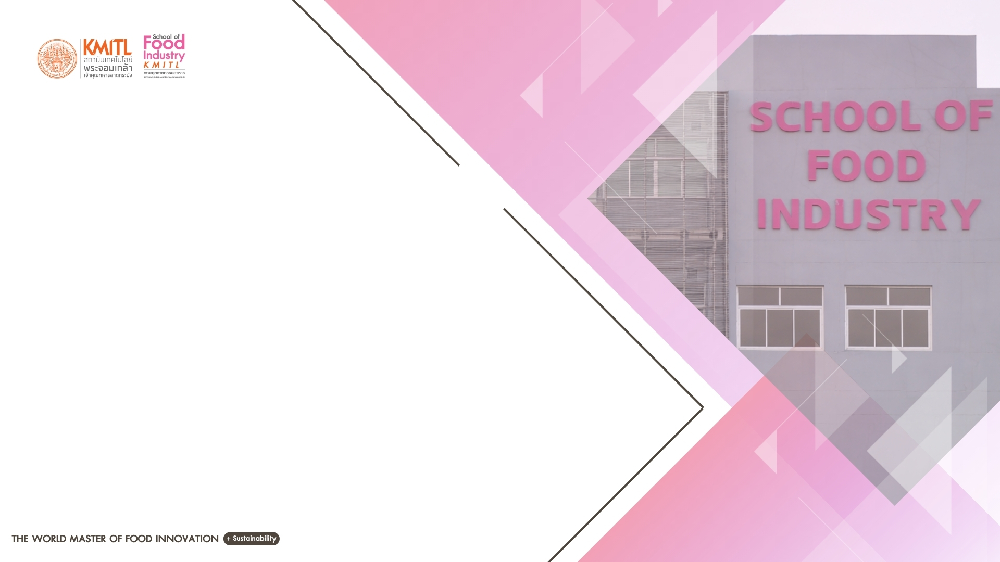 KMITL
สถาบันเทคโนโลยี
พระจอมเกล้า
เจ้าคุณทหารลาดกระบัง
School of
Food
Industry
KMITL
คณะอุตสาหกรรมอาหาร
SCHOOL OF
FOOD
INDUSTRY
THE WORLD MASTER OF FOOD INNOVATION + Sustainability